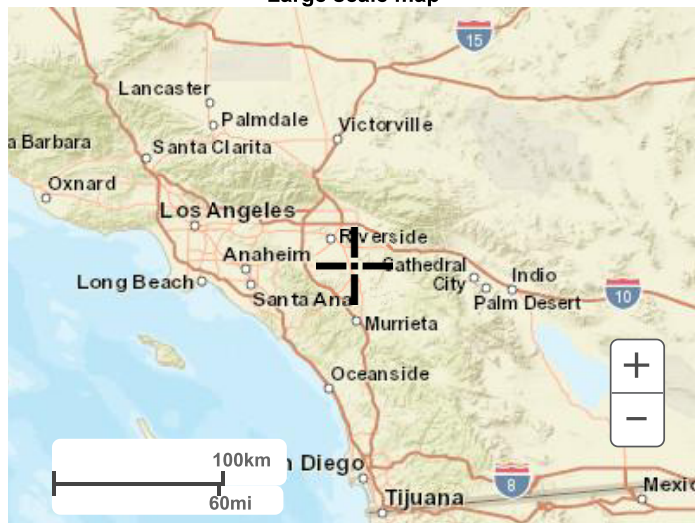 Large scale map
15
Lancaster
Palmdale
Victorville
a Barbara
Santa Clarita
Oxnard
Los Angeles
Riverside
Anaheim
Cathedral
City
Indio
Long Beach
Santa Ana
Palm Desert
10
Murrieta
Oceanside
+
−
100km
n Diego
60mi
8
Mexic
Tijuana